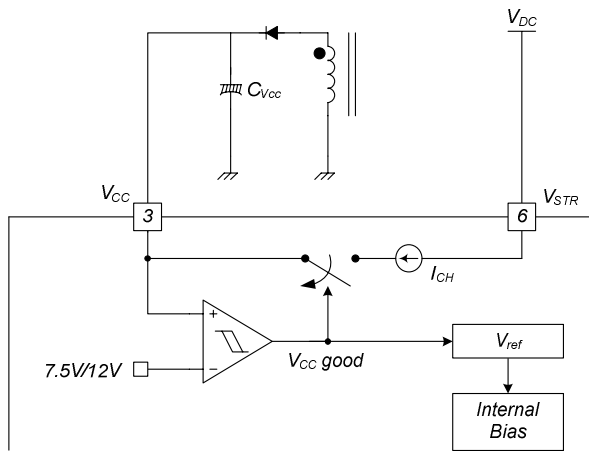 V_DC
C_Vcc
V_CC
3
6
V_STR
I_CH
+
7.5V/12V
−
V_CC good
V_ref
Internal
Bias